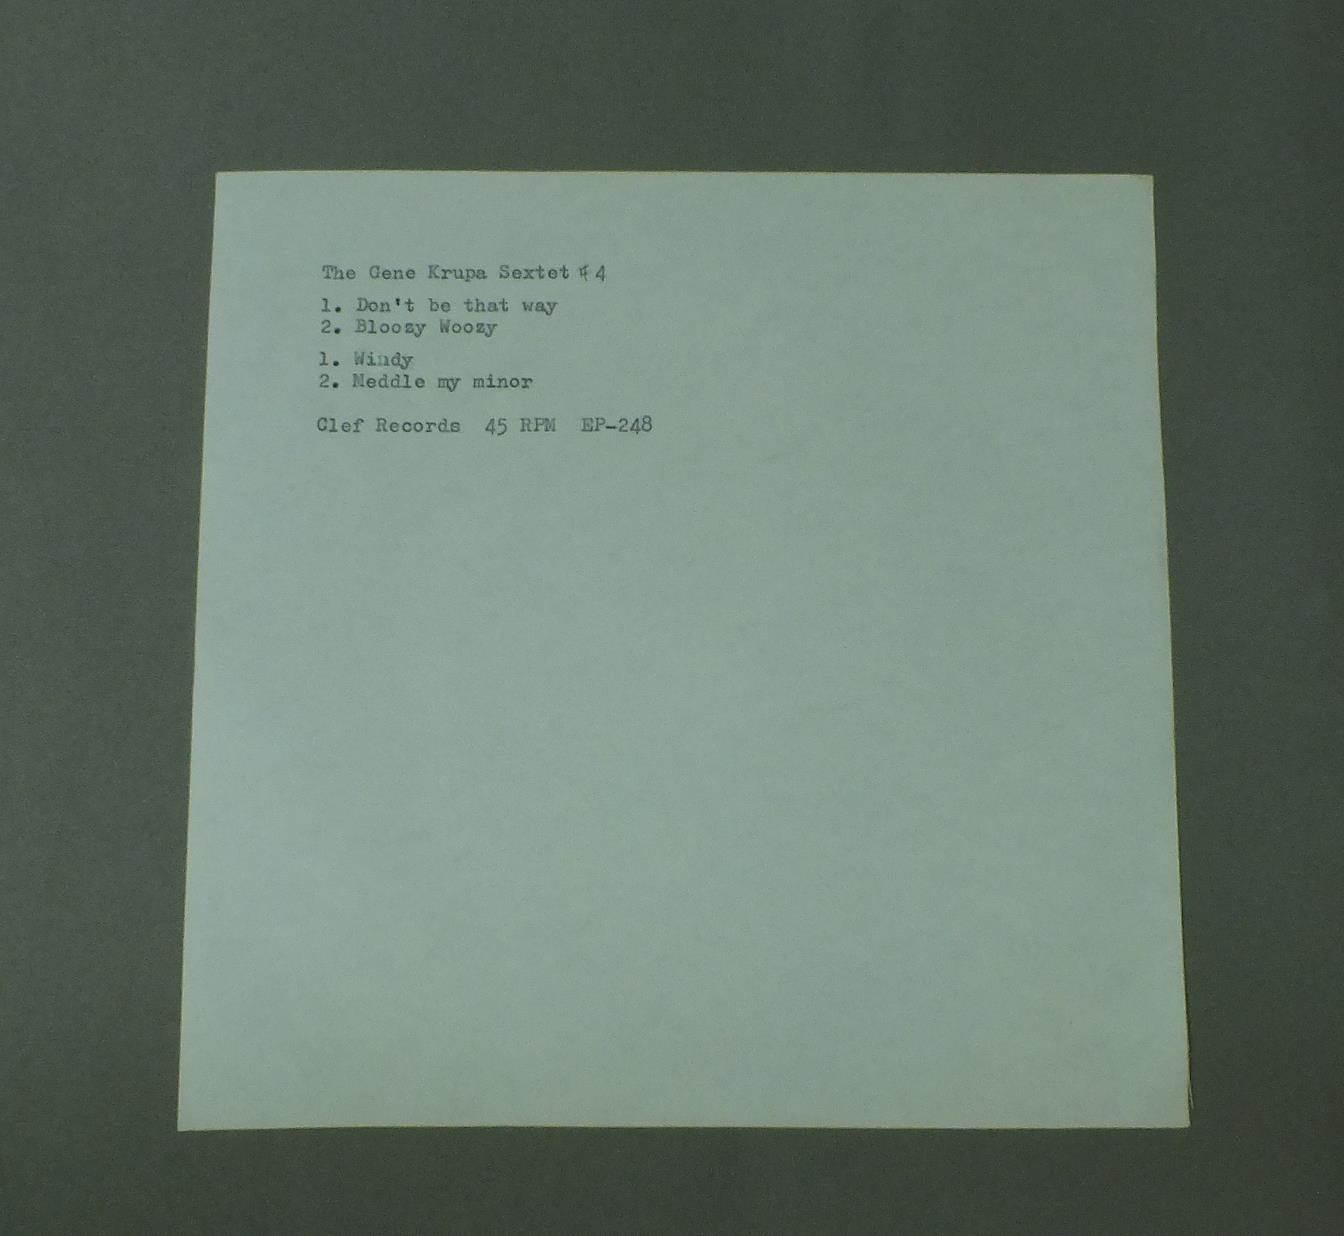 The Gene Krupa Sextet # 4
1. Don't be that way
2. Bloozy Woozy
1. Windy
2. Meddle my minor
Clef Records 45 RPM EP-248